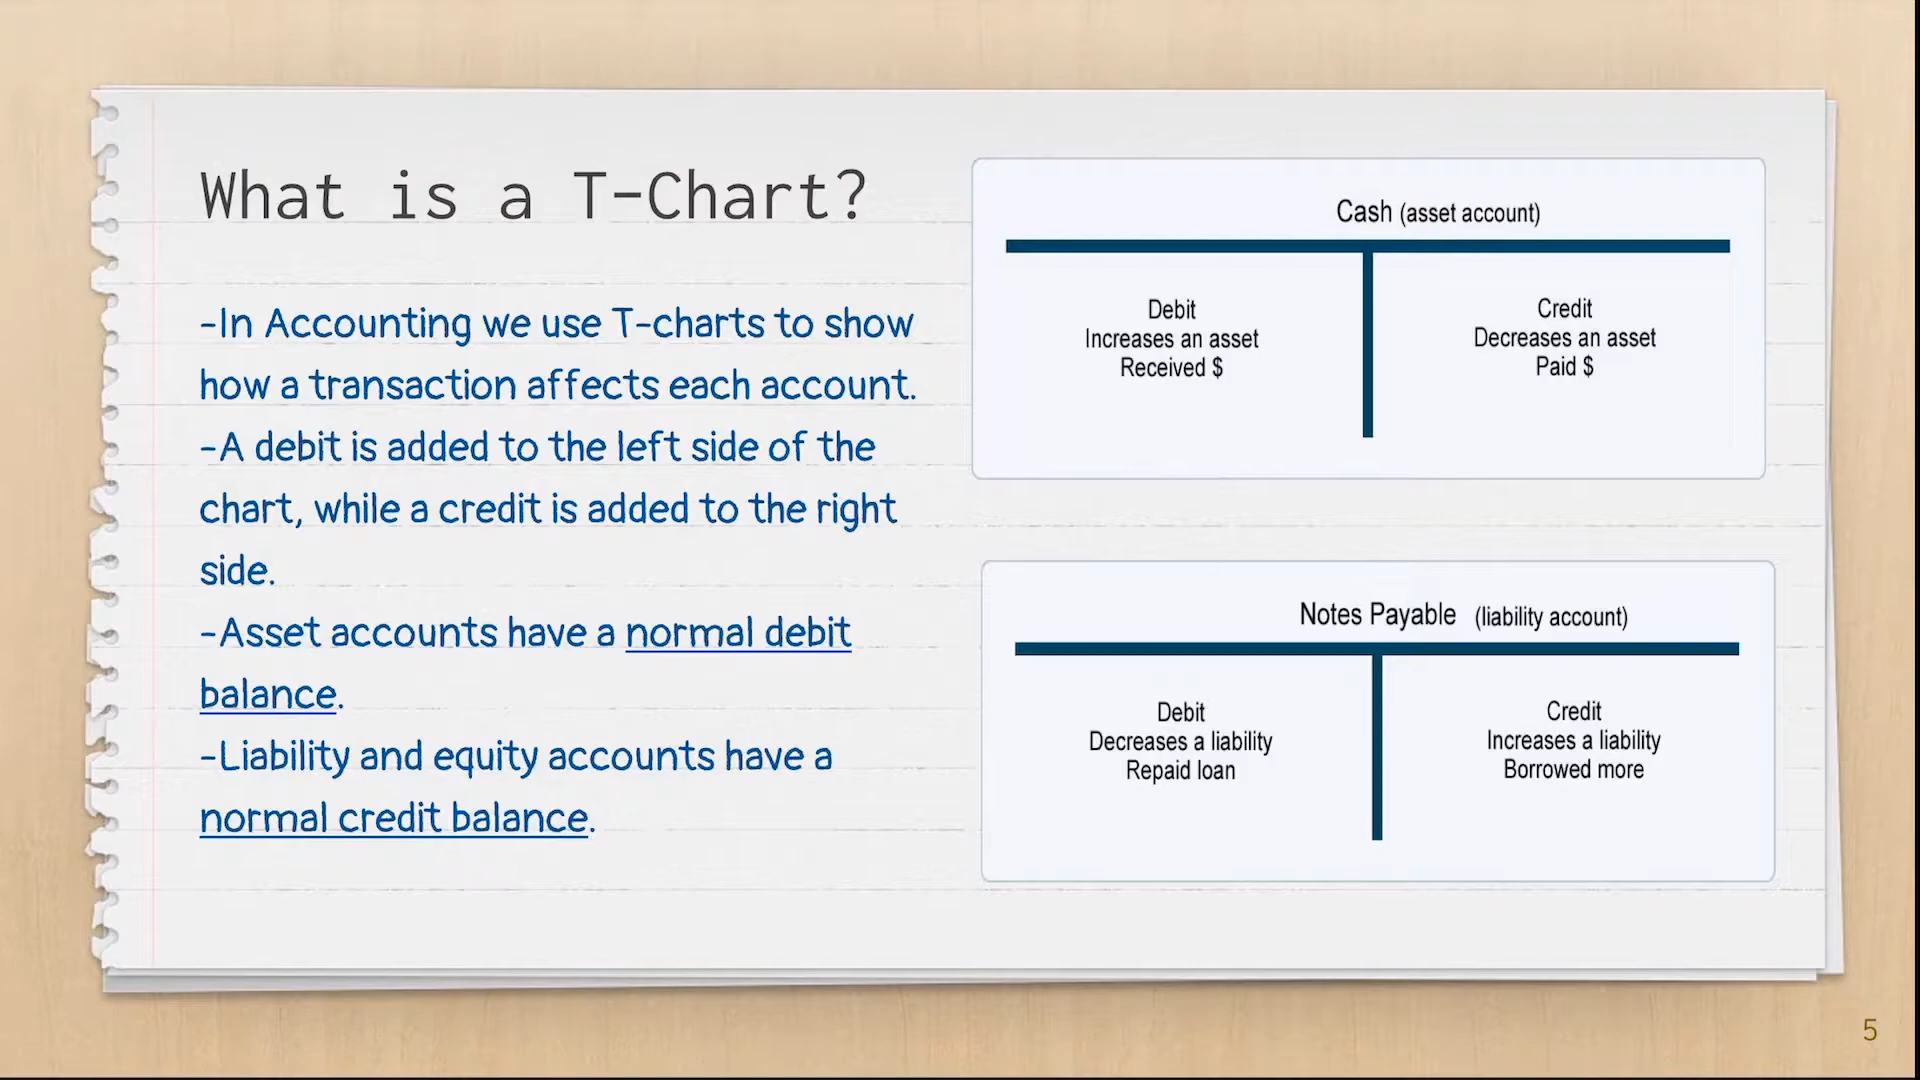 What is a T-Chart?
-In Accounting we use T-charts to show
how a transaction affects each account.
-A debit is added to the left side of the
chart, while a credit is added to the right
side.
-Asset accounts have a normal debit
balance.
-Liability and equity accounts have a
normal credit balance.
Cash (asset account)
Debit
Increases an asset
Received $
Credit
Decreases an asset
Paid $
Notes Payable (liability account)
Debit
Decreases a liability
Repaid loan
Credit
Increases a liability
Borrowed more
5